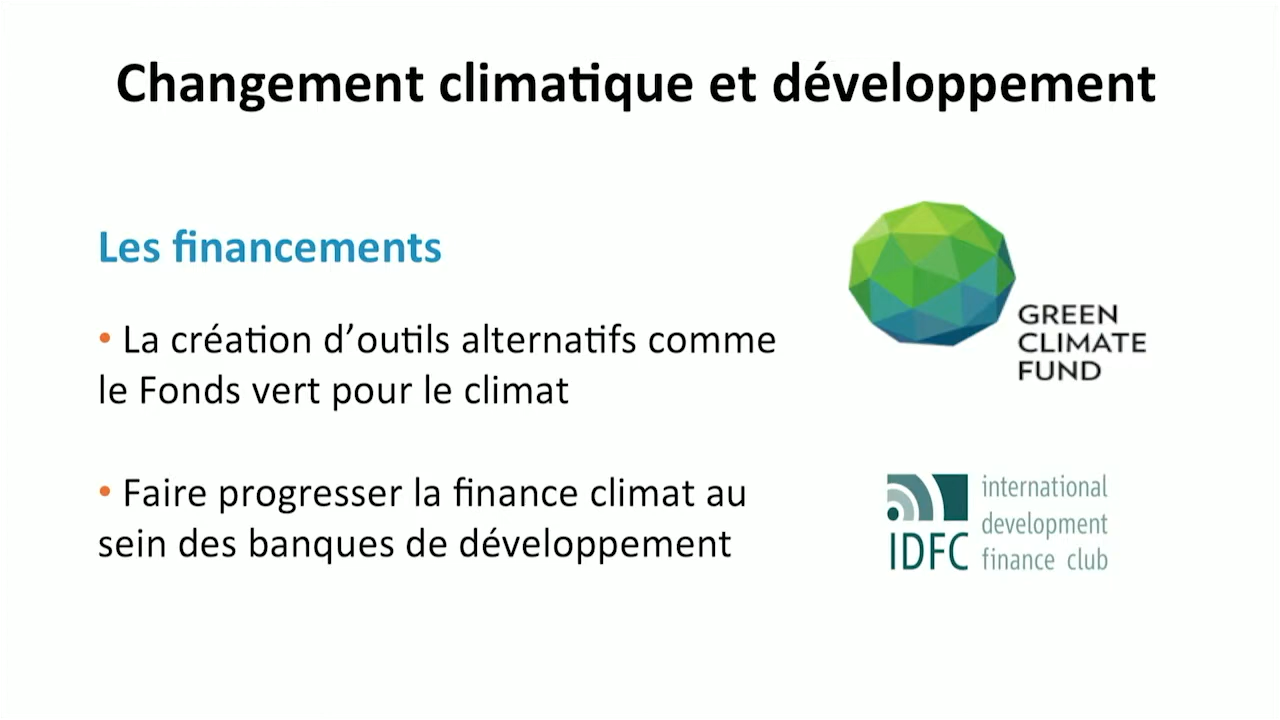 Changement climatique et développement
Les financements
• La création d’outils alternatifs comme
le Fonds vert pour le climat
GREEN
CLIMATE
FUND
• Faire progresser la finance climat au
sein des banques de développement
IDFC
international
development
finance club